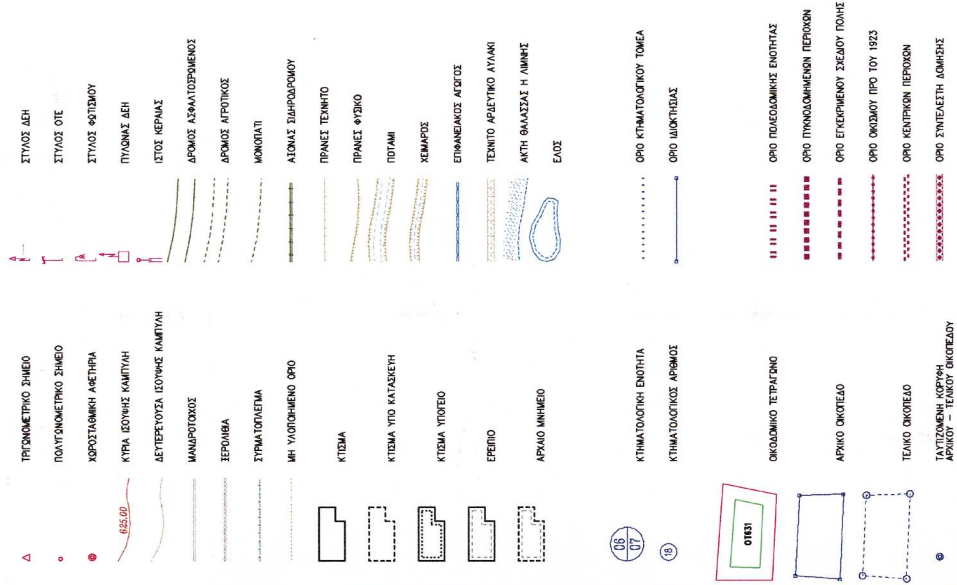 ΤΡΙΓΩΝΟΜΕΤΡΙΚΟ ΣΗΜΕΙΟ
ΠΟΛΥΓΩΝΟΜΕΤΡΙΚΟ ΣΗΜΕΙΟ
ΧΩΡΟΣΤΑΘΜΙΚΗ ΑΦΕΤΗΡΙΑ
625.00
ΚΥΡΙΑ ΙΣΟΥΨΗΣ ΚΑΜΠΥΛΗ
ΔΕΥΤΕΡΕΥΟΥΣΑ ΙΣΟΥΨΗΣ ΚΑΜΠΥΛΗ
ΜΑΝΔΡΟΤΟΙΧΟΣ
ΞΕΡΟΛΙΘΙΑ
ΣΥΡΜΑΤΟΠΛΕΓΜΑ
ΜΗ ΥΛΟΠΟΙΗΜΕΝΟ ΟΡΙΟ
ΚΤΙΣΜΑ
ΚΤΙΣΜΑ ΥΠΟ ΚΑΤΑΣΚΕΥΗ
ΚΤΙΣΜΑ ΥΠΟΓΕΙΟ
ΕΡΕΙΠΙΟ
ΑΡΧΑΙΟ ΜΝΗΜΕΙΟ
06
07
ΚΤΗΜΑΤΟΛΟΓΙΚΗ ΕΝΟΤΗΤΑ
18
ΚΤΗΜΑΤΟΛΟΓΙΚΟΣ ΑΡΙΘΜΟΣ
ΟΤ631
ΟΙΚΟΔΟΜΙΚΟ ΤΕΤΡΑΓΩΝΟ
ΑΡΧΙΚΟ ΟΙΚΟΠΕΔΟ
ΤΕΛΙΚΟ ΟΙΚΟΠΕΔΟ
ΤΑΥΤΙΖΟΜΕΝΗ ΚΟΡΥΦΗ
ΑΡΧΙΚΟΥ - ΤΕΛΙΚΟΥ ΟΙΚΟΠΕΔΟΥ
ΣΤΥΛΟΣ ΔΕΗ
ΣΤΥΛΟΣ ΟΤΕ
ΣΤΥΛΟΣ ΦΩΤΙΣΜΟΥ
ΠΥΛΩΝΑΣ ΔΕΗ
ΙΣΤΟΣ ΚΕΡΑΙΑΣ
ΔΡΟΜΟΣ ΑΣΦΑΛΤΟΣΡΩΜΕΝΟΣ
ΔΡΟΜΟΣ ΑΓΡΟΤΙΚΟΣ
ΜΟΝΟΠΑΤΙ
ΑΞΟΝΑΣ ΣΙΔΗΡΟΔΡΟΜΟΥ
ΠΡΑΝΕΣ ΤΕΧΝΗΤΟ
ΠΡΑΝΕΣ ΦΥΣΙΚΟ
ΠΟΤΑΜΙ
ΧΕΙΜΑΡΟΣ
ΕΠΙΦΑΝΕΙΑΚΟΣ ΑΓΩΓΟΣ
ΤΕΧΝΙΤΟ ΑΡΔΕΥΤΙΚΟ ΑΥΛΑΚΙ
ΑΚΤΗ ΘΑΛΑΣΣΑΣ Η ΛΙΜΝΗΣ
ΕΛΟΣ
ΟΡΙΟ ΚΤΗΜΑΤΟΛΟΓΙΚΟΥ ΤΟΜΕΑ
ΟΡΙΟ ΙΔΙΟΚΤΗΣΙΑΣ
ΟΡΙΟ ΠΟΛΕΟΔΟΜΙΚΗΣ ΕΝΟΤΗΤΑΣ
ΟΡΙΟ ΠΥΚΝΟΔΟΜΗΜΕΝΩΝ ΠΕΡΙΟΧΩΝ
ΟΡΙΟ ΕΓΚΕΚΡΙΜΕΝΟΥ ΣΧΕΔΙΟΥ ΠΟΛΗΣ
ΟΡΙΟ ΟΙΚΙΣΜΟΥ ΠΡΟ ΤΟΥ 1923
ΟΡΙΟ ΚΕΝΤΡΙΚΩΝ ΠΕΡΙΟΧΩΝ
ΟΡΙΟ ΣΥΝΤΕΛΕΣΤΗ ΔΟΜΗΣΗΣ